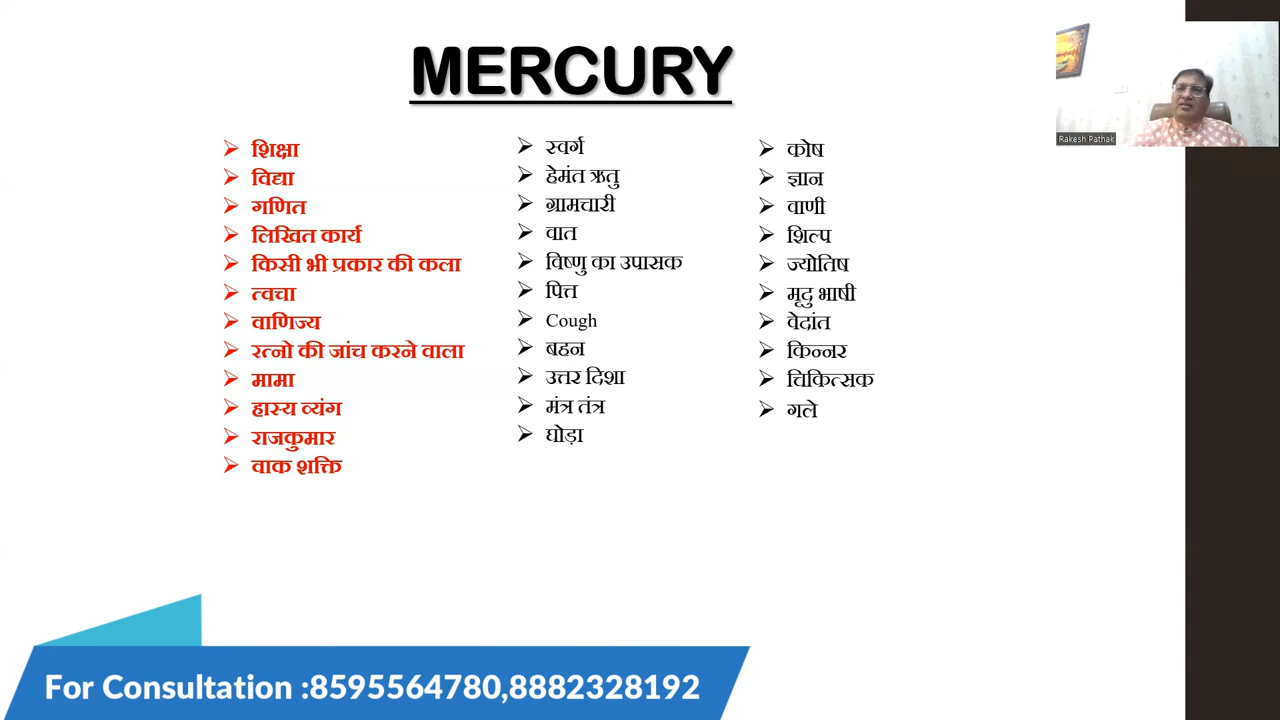 MERCURY
शिक्षा
विद्या
गणित
लिखित कार्य
किसी भी प्रकार की कला
त्वचा
वाणिज्य
रत्नो की जांच करने वाला
मामा
हास्य व्यंग
राजकुमार
वाक शक्ति
स्वर्ग
हेमंत ऋतु
ग्रामचारी
वात
विष्णु का उपासक
पित्त
Cough
बहन
उत्तर दिशा
मंत्र तंत्र
घोड़ा
कोष
ज्ञान
वाणी
शिल्प
ज्योतिष
मृदु भाषी
वेदांत
किन्नर
चिकित्सक
गले
Rakesh Pathak
For Consultation :8595564780,8882328192